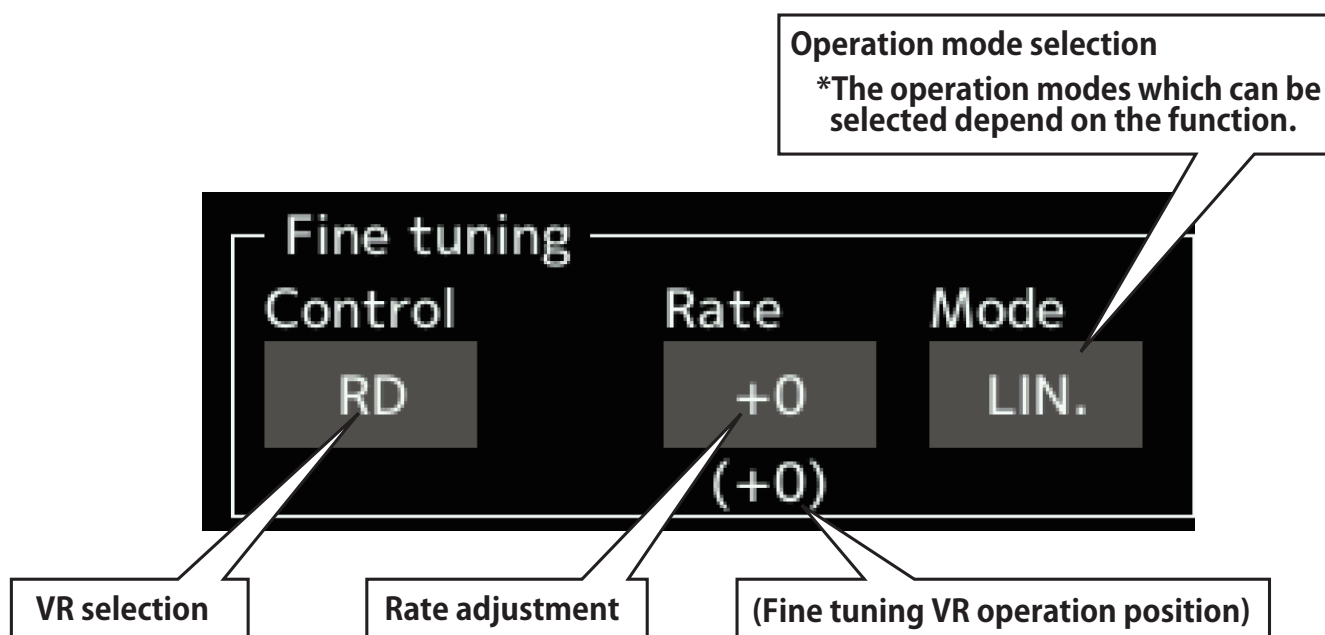 Operation mode selection
*The operation modes which can be
selected depend on the function.
Fine tuning
Control Rate Mode
RD +0 LIN.
(+0)
VR selection Rate adjustment (Fine tuning VR operation position)